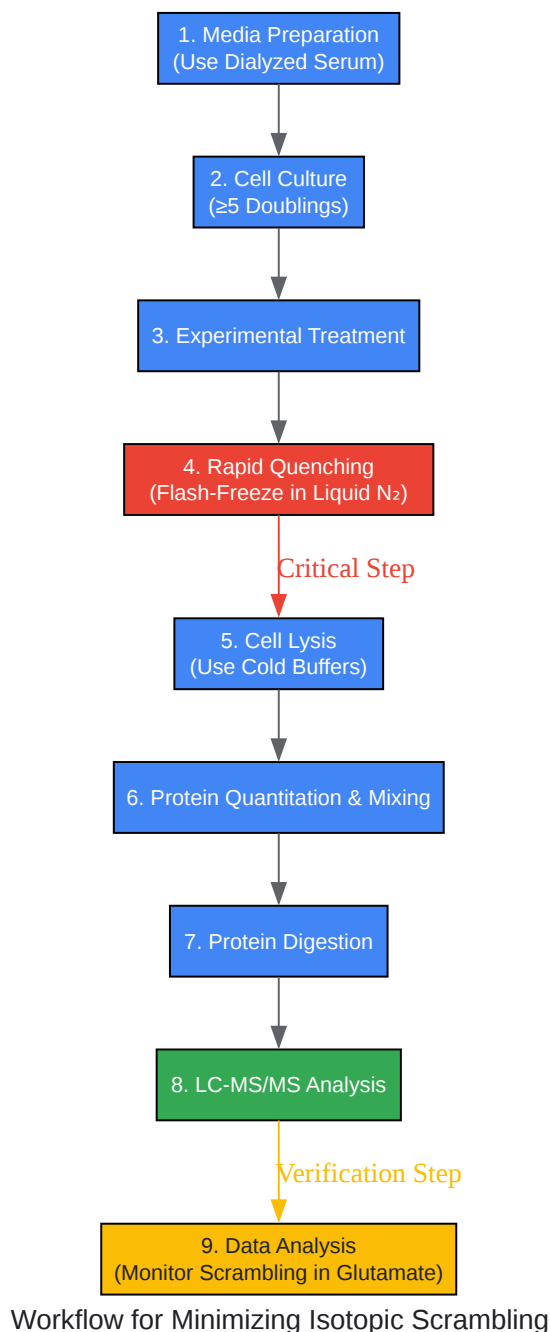 1. Media Preparation
(Use Dialyzed Serum)
2. Cell Culture
(≥5 Doublings)
3. Experimental Treatment
4. Rapid Quenching
(Flash-Freeze in Liquid N₂)
Critical Step
5. Cell Lysis
(Use Cold Buffers)
6. Protein Quantitation & Mixing
7. Protein Digestion
8. LC-MS/MS Analysis
Verification Step
9. Data Analysis
(Monitor Scrambling in Glutamate)
Workflow for Minimizing Isotopic Scrambling